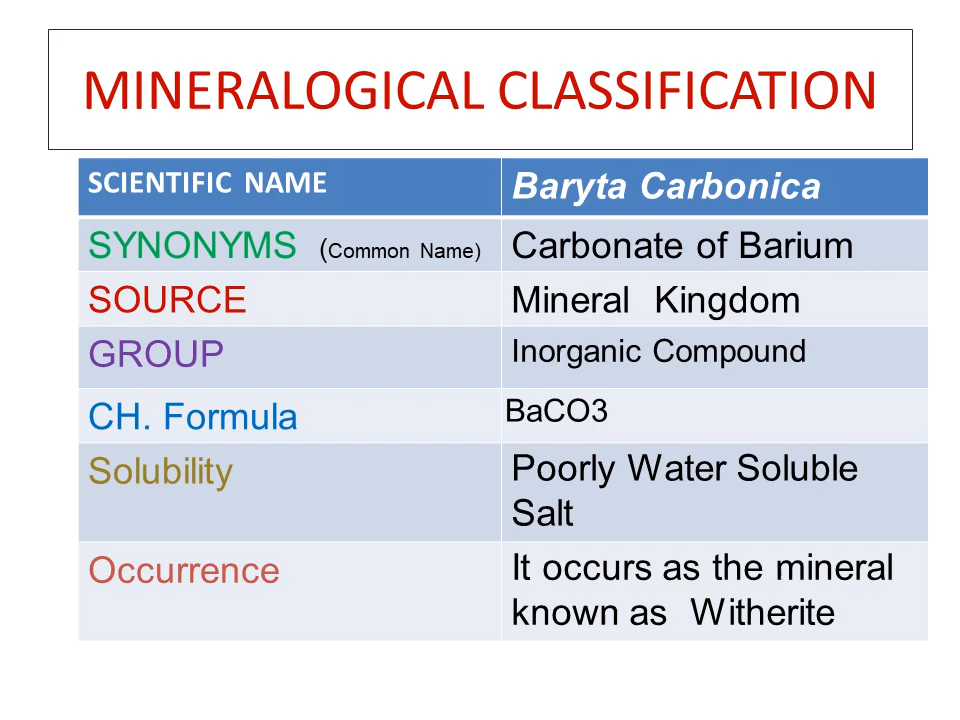 MINERALOGICAL CLASSIFICATION
SCIENTIFIC NAME Baryta Carbonica
SYNONYMS (Common Name) Carbonate of Barium
SOURCE Mineral Kingdom
GROUP Inorganic Compound
CH. Formula BaCO3
Solubility Poorly Water Soluble
Salt
Occurrence It occurs as the mineral
known as Witherite